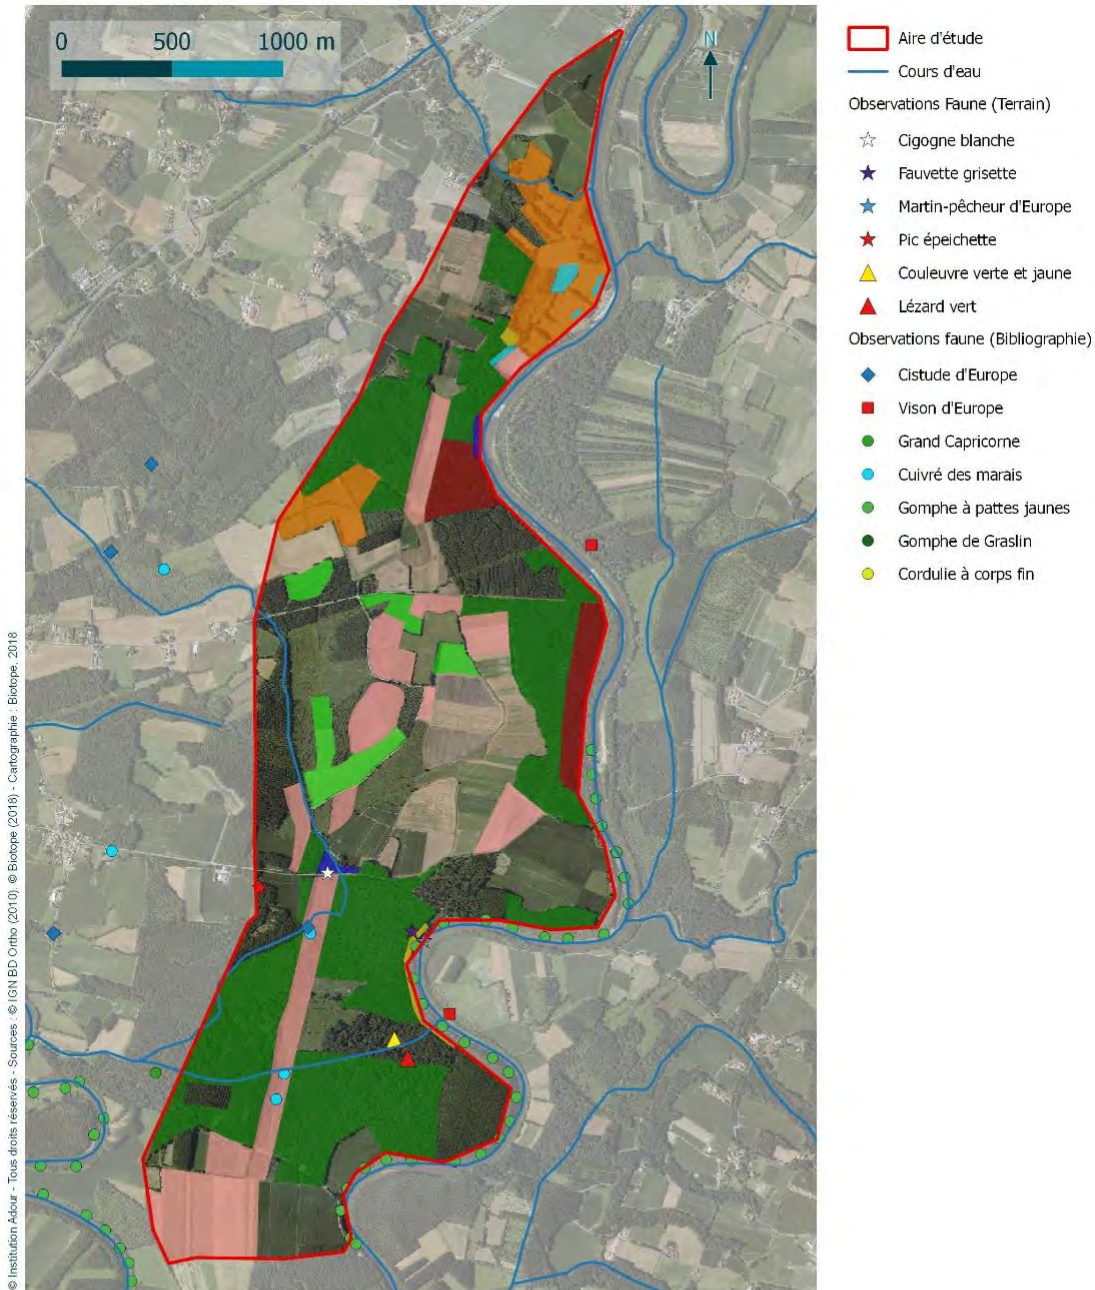 0 500 1000 m
N
Aire d'étude
Cours d'eau
Observations Faune (Terrain)
Cigogne blanche
Fauvette grisette
Martin-pêcheur d'Europe
Pic épeichette
Couleuvre verte et jaune
Lézard vert
Observations faune (Bibliographie)
Cistude d'Europe
Vison d'Europe
Grand Capricorne
Cuivré des marais
Gomphe à pattes jaunes
Gomphe de Graslin
Cordulie à corps fin
© Institution Adour - Tous droits réservés - Sources : © IGN BD Ortho (2010), © Biotope (2018) - Cartographie : Biotope, 2018